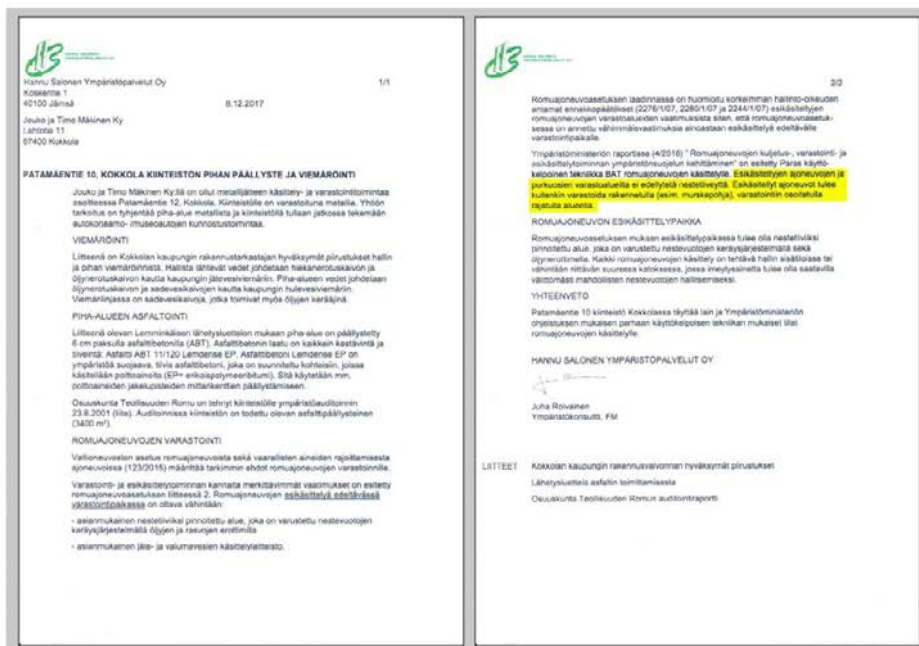 Hannu Salonen Ympäristöpalvelut Oy 1/1
Koskentie 1
40100 Jämsä 8.12.2017
Jouko ja Timo Mäkinen Ky
Lahtotie 11
67400 Kokkola
PATAMÄENTIE 10, KOKKOLA KIINTEISTÖN PIHAN PÄÄLLYSTE JA VIEMÄRÖINTI
Jouko ja Timo Mäkinen Ky:llä on ollut metallijätteen käsittely- ja varastointitoimintaa
osoitteessa Patamäentie 12, Kokkola. Kiinteistölle on varastoituna metallia. Yhtiön
tarkoitus on tyhjentää piha-alue metallista ja kiinteistöllä tullaan jatkossa tekemään
autokorjaamo- /museoautojen kunnostustoimintaa.
VIEMÄRÖINTI
Liitteenä on Kokkolan kaupungin rakennustarkastajan hyväksymät piirustukset hallin
ja pihan viemäröinnistä. Hallista lähtevät vedet johdetaan hiekanerotuskaivon ja
öljynerotuskaivon kautta kaupungin jätevesiviemäriin. Piha-alueen vedet johdetaan
öljynerotuskaivon ja sadevesikaivojen kautta kaupungin hulevesiviemäriin.
Viemärilinjassa on sadevesikaivoja, jotka toimivat myös öljyjen kerääjinä.
PIHA-ALUEEN ASFALTOINTI
Liitteenä olevan Lemminkäisen lähetysluettelon mukaan piha-alue on päällystetty
6 cm paksulla asfalttibetonilla (ABT). Asfalttibetonin laatu on kaikkein kestävintä ja
tiiveintä: Asfaltti ABT 11/120 Lemdense EP. Asfalttibetoni Lemdense EP on
ympäristöä suojaava, tiivis asfalttibetoni, joka on suunniteltu kohteisiin, joissa
käsitellään polttoaineita (EP= erikoispolymeeribitumi). Sitä käytetään mm.
polttoaineiden jakelupisteiden mittarikenttien päällystämiseen.
Osuuskunta Teollisuuden Romu on tehnyt kiinteistölle ympäristöauditoinnin
23.8.2001 (liite). Auditoinnissa kiinteistön on todettu olevan asfalttipäällysteinen
(3400 m²).
ROMUAJONEUVOJEN VARASTOINTI
Valtioneuvoston asetus romuajoneuvoista sekä vaarallisten aineiden rajoittamisesta
ajoneuvoissa (123/2015) määrittää tarkimmin ehdot romuajoneuvojen varastoinnille.
Varastointi- ja esikäsittelytoiminnan kannalta merkittävimmät vaatimukset on esitetty
romuajoneuvoasetuksen liitteessä 2. Romuajoneuvojen esikäsittelyä edeltävässä
varastointipaikassa on oltava vähintään:
- asianmukainen nestetiiviiksi pinnoitettu alue, joka on varustettu nestevuotojen
keräysjärjestelmällä öljyjen ja rasvojen erottimilla
- asianmukainen jäte- ja valumavesien käsittelylaitteisto.
2/2
Romuajoneuvoasetuksen laadinnassa on huomioitu korkeimman hallinto-oikeuden
antamat ennekkopäätökset (2276/1/07, 2280/1/07 ja 2244/1/07) esikäsiteltyjen
romuajoneuvojen varastoalueiden vaatimuksista siten, että romuajoneuvoasetuk-
sessa on annettu vähimmäisvaatimuksia ainoastaan esikäsittelyä edeltävälle
varastointipaikalle.
Ympäristöministeriön raportissa (4/2016) " Romuajoneuvojen kuljetus-, varastointi- ja
esikäsittelytoiminnan ympäristönsuojelun kehittäminen" on esitetty Paras käyttö-
kelpoinen tekniikka BAT romuajoneuvojen käsittelylle. Esikäsiteltyjen ajoneuvojen ja
purkuosien varastoalueilta ei edellytetä nestetiiveyttä. Esikäsitellyt ajoneuvot tulee
kuitenkin varastoida rakennetulla (esim. murskepohja), varastointiin osoitetulla
rajatulla alueella.
ROMUAJONEUVON ESIKÄSITTELYPAIKKA
Romuajoneuvoasetuksen mukaan esikäsittelypaikassa tulee olla nestetiiviiksi
pinnoitettu alue, joka on varustettu nestevuotojen keräysjärjestelmällä sekä
öljynerottimella. Kaikki romuajoneuvojen käsittely on tehtävä hallin sisätiloissa tai
vähintään riittävän suuressa katoksessa, jossa imeytysainetta tulee olla saatavilla
välittömästi mahdollisten nestevuotojen hallitsemiseksi.
YHTEENVETO
Patamäentie 10 kiinteistö Kokkolassa täyttää lain ja Ympäristöministeriön
ohjeistuksen mukaisen parhaan käyttökelpoisen tekniikan mukaiset tilat
romuajoneuvojen käsittelylle.
HANNU SALONEN YMPÄRISTÖPALVELUT OY
Juha Roivainen
Ympäristökonsultti, FM
LIITTEET Kokkolan kaupungin rakennusvalvonnan hyväksymät piirustukset
Lähetysluettelo asfaltin toimittamisesta
Osuuskunta Teollisuuden Romun auditointiraportti